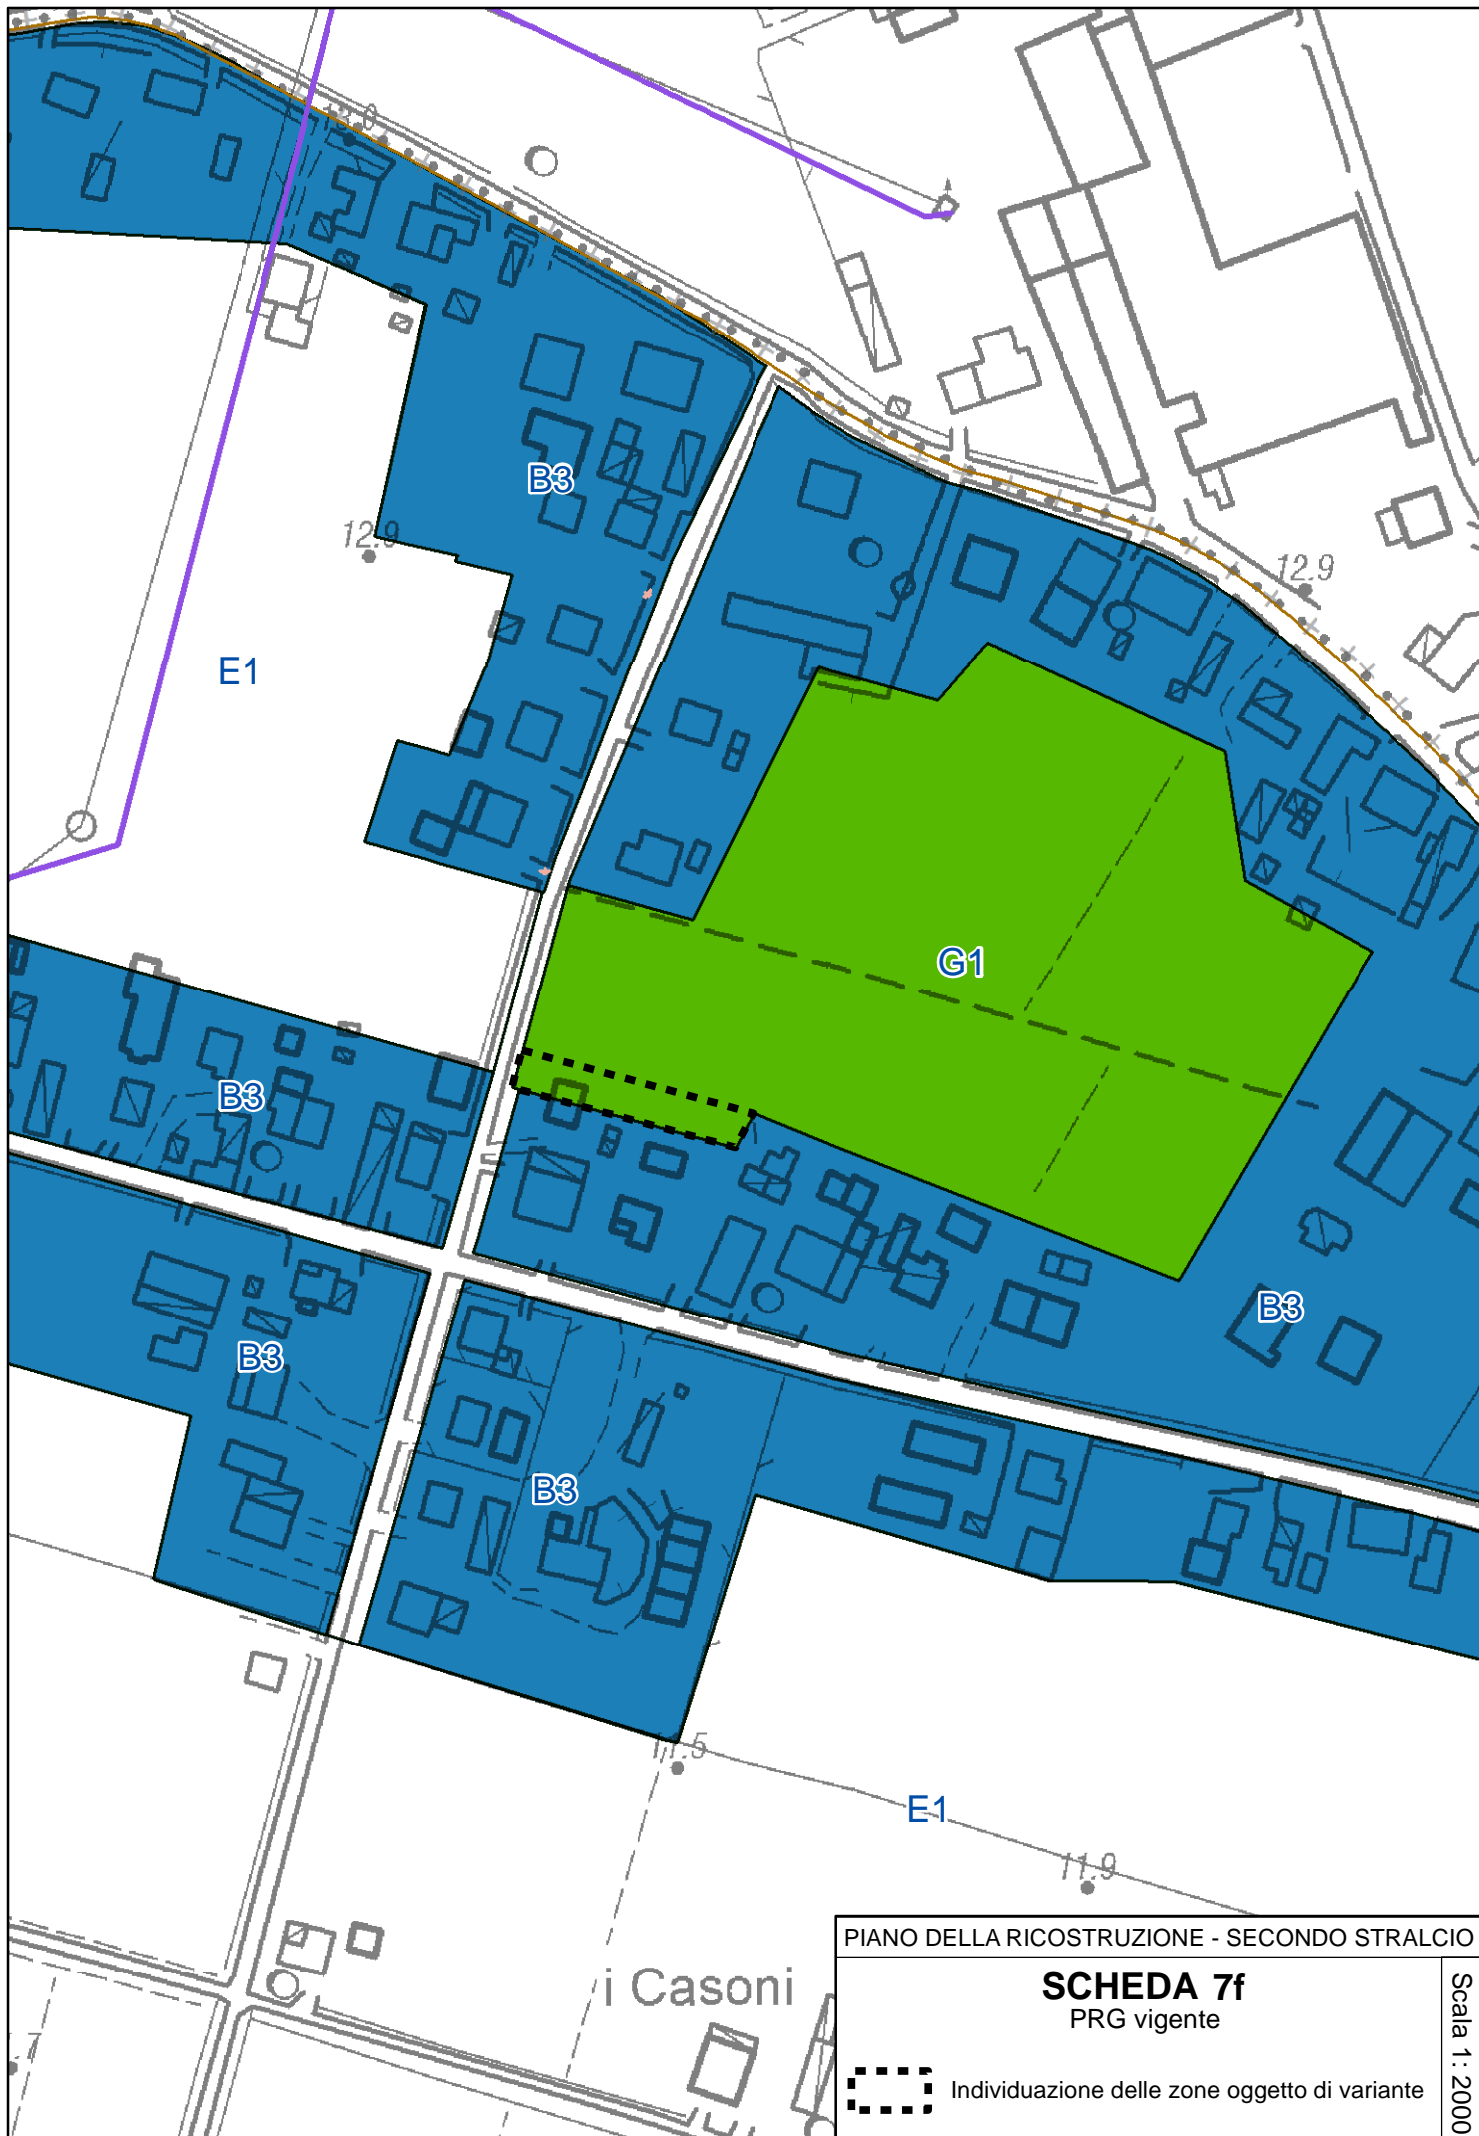 B3
12.9
12.9
E1
G1
B3
B3
B3
B3
11.5
E1
11.9
i Casoni
PIANO DELLA RICOSTRUZIONE - SECONDO STRALCIO
SCHEDA 7f
PRG vigente
Individuazione delle zone oggetto di variante
Scala 1: 2000